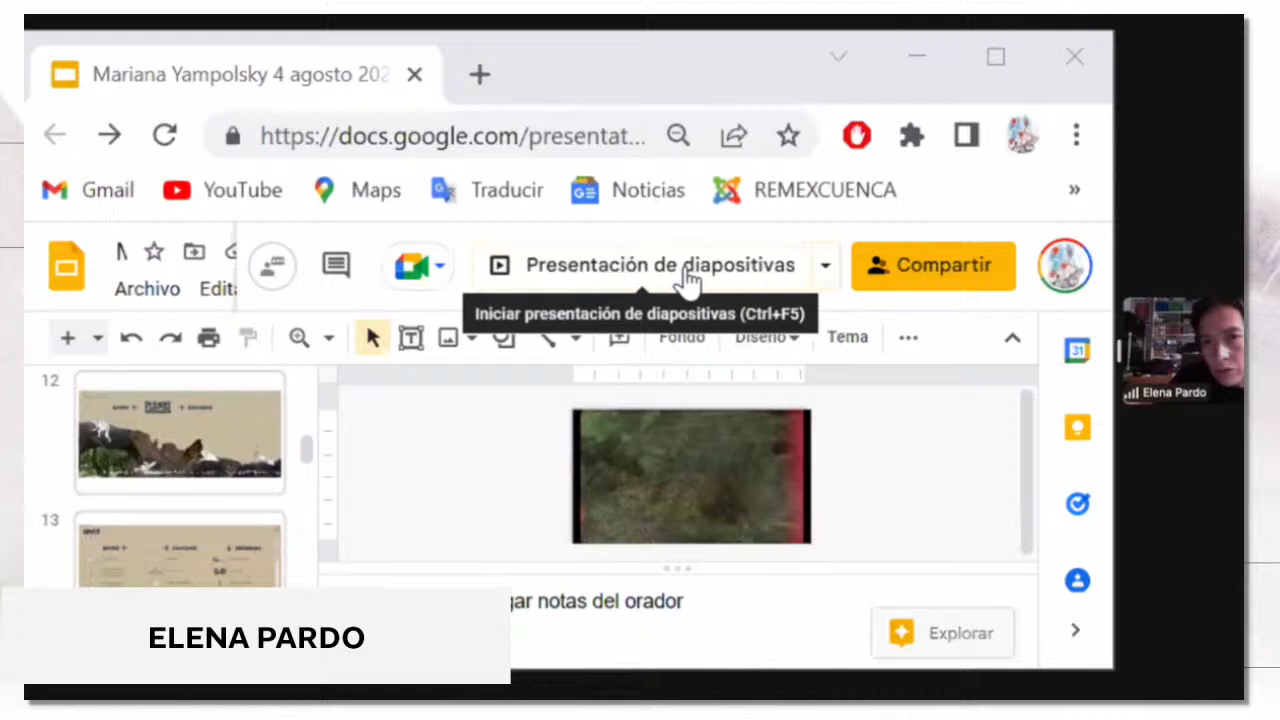 Mariana Yampolsky 4 agosto 202
https://docs.google.com/presentat...
Gmail YouTube Maps Traducir Noticias REMEXCUENCA »
Presentación de diapositivas
Compartir
Archivo Edit
Iniciar presentación de diapositivas (Ctrl+F5)
Fondo Diseño Tema
31
12
13
Elena Pardo
gar notas del orador
Explorar
ELENA PARDO